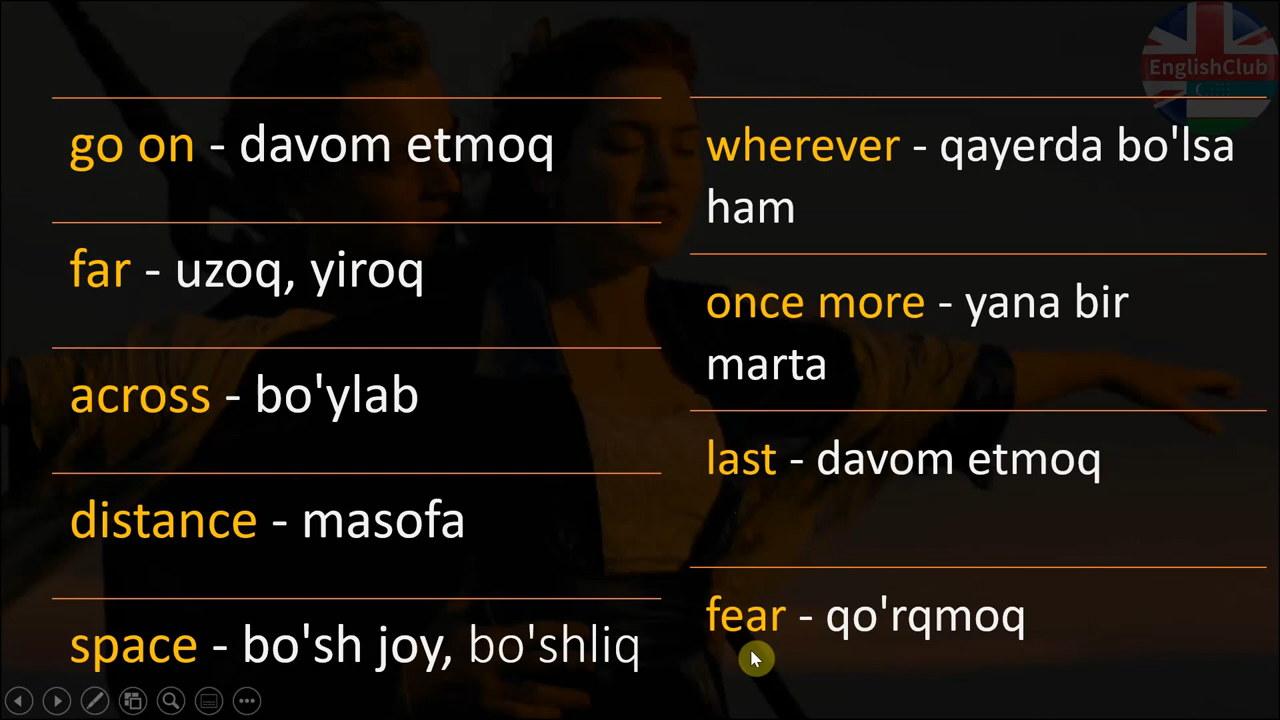 EnglishClub
go on - davom etmoq
far - uzoq, yiroq
across - bo'ylab
distance - masofa
space - bo'sh joy, bo'shliq
wherever - qayerda bo'lsa
ham
once more - yana bir
marta
last - davom etmoq
fear - qo'rqmoq